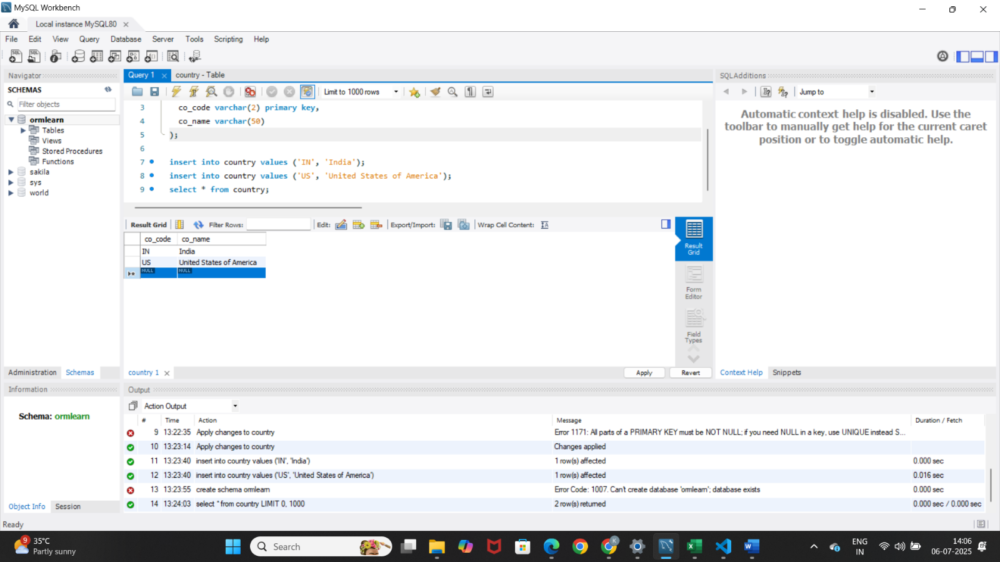 MySQL Workbench
Local instance MySQL80
File Edit View Query Database Server Tools Scripting Help
Navigator
SCHEMAS
Filter objects
ormlearn
Tables
Views
Stored Procedures
Functions
sakila
sys
world
Administration Schemas
Information
Schema: ormlearn
Object Info Session
Query 1 country - Table
Limit to 1000 rows
3 co_code varchar(2) primary key,
4 co_name varchar(50)
5 );
6
7 insert into country values ('IN', 'India');
8 insert into country values ('US', 'United States of America');
9 select * from country;
Result Grid Filter Rows: Edit: Export/Import: Wrap Cell Content:
co_code co_name
IN India
US United States of America
NULL NULL
Result Grid
Form Editor
Field Types
country 1 Apply Revert
SQLAdditions
Jump to
Automatic context help is disabled. Use the
toolbar to manually get help for the current caret
position or to toggle automatic help.
Context Help Snippets
Output
Action Output
# Time Action Message Duration / Fetch
9 13:22:35 Apply changes to country Error 1171: All parts of a PRIMARY KEY must be NOT NULL; if you need NULL in a key, use UNIQUE instead S...
10 13:23:14 Apply changes to country Changes applied
11 13:23:40 insert into country values ('IN', 'India') 1 row(s) affected 0.000 sec
12 13:23:40 insert into country values ('US', 'United States of America') 1 row(s) affected 0.016 sec
13 13:23:55 create schema ormlearn Error Code: 1007. Can't create database 'ormlearn'; database exists 0.000 sec
14 13:24:03 select * from country LIMIT 0, 1000 2 row(s) returned 0.000 sec / 0.000 sec
Ready
9
35°C
Partly sunny
Search
K
ENG
IN
14:06
06-07-2025